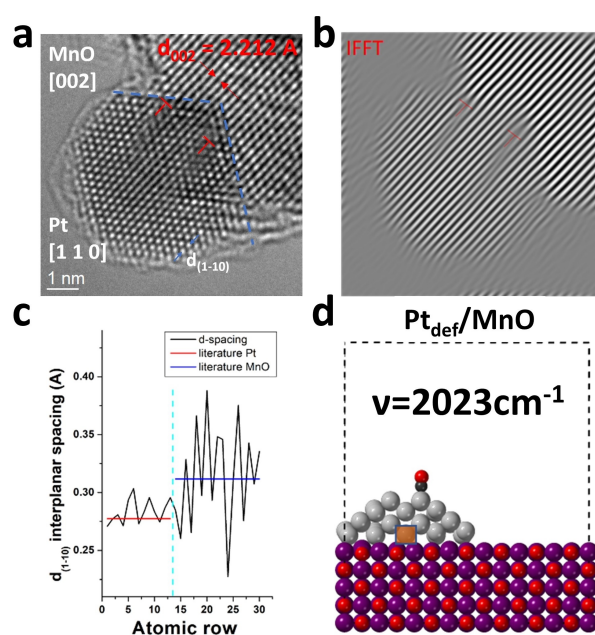 a
MnO
[002]
d002 = 2.212 A
Pt
[1 1 0]
d(1-10)
1 nm
b
IFFT
c
d-spacing
literature Pt
literature MnO
d(1-10) interplanar spacing (A)
0.40
0.35
0.30
0.25
0 5 10 15 20 25 30
Atomic row
d
Ptdef/MnO
ν=2023cm-1